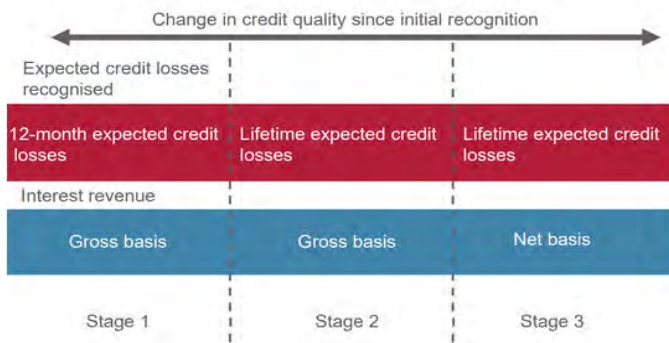 Change in credit quality since initial recognition
Expected credit losses
recognised
12-month expected credit
losses
Lifetime expected credit
losses
Lifetime expected credit
losses
Interest revenue
Gross basis
Gross basis
Net basis
Stage 1
Stage 2
Stage 3